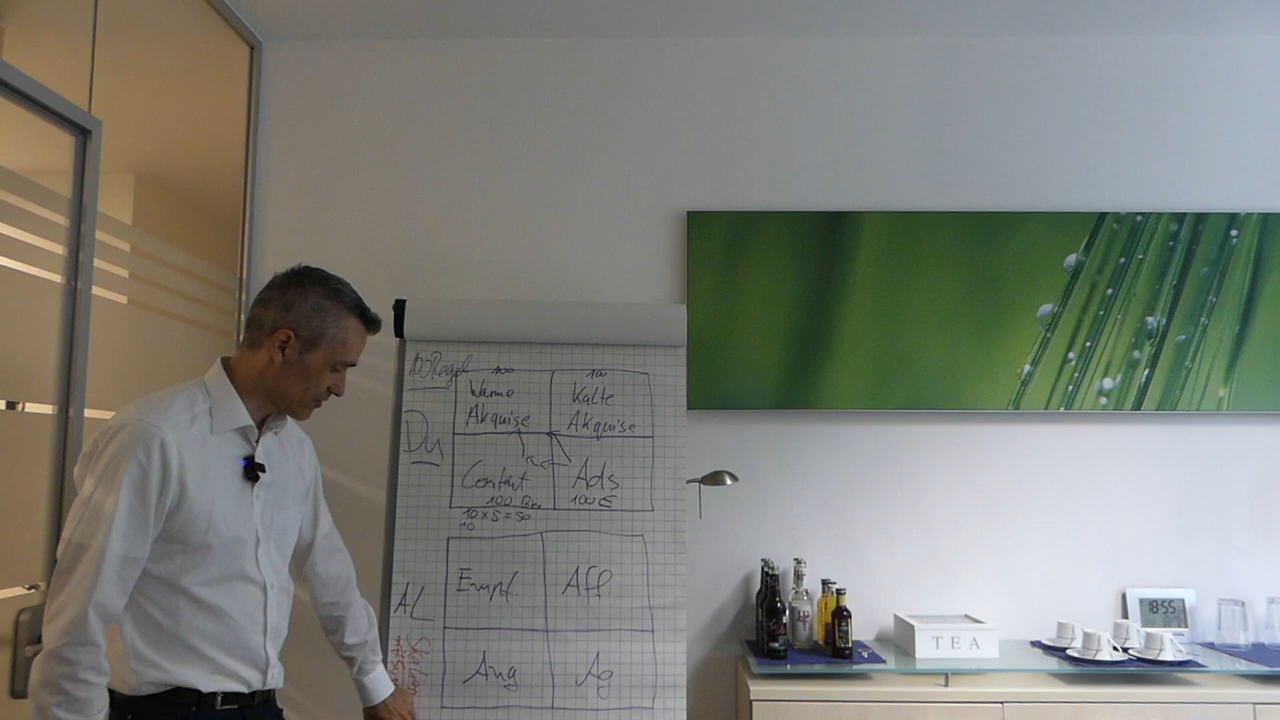 100 Regel
100
100
Warme
Akquise
Kalte
Akquise
Du
Content
100
Ads
100 €
10 x 5 = 50
10
Empf.
Aff.
AL
Ang
Ag
18:55
TEA